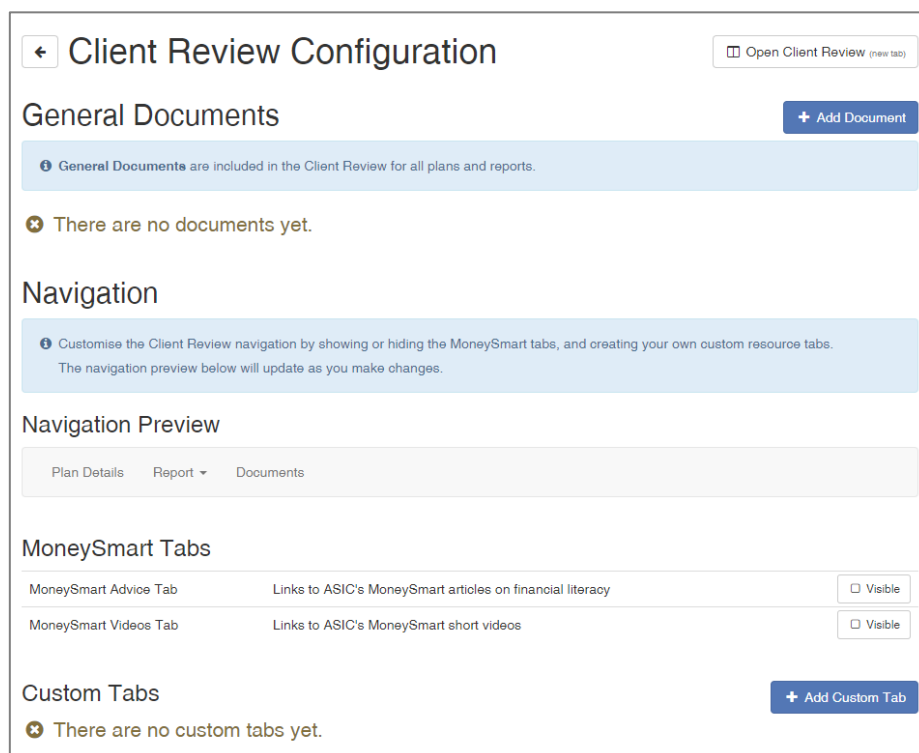 Client Review Configuration
Open Client Review (new tab)
General Documents
Add Document
General Documents are included in the Client Review for all plans and reports.
There are no documents yet.
Navigation
Customise the Client Review navigation by showing or hiding the MoneySmart tabs, and creating your own custom resource tabs.
The navigation preview below will update as you make changes.
Navigation Preview
Plan Details Report Documents
MoneySmart Tabs
MoneySmart Advice Tab Links to ASIC's MoneySmart articles on financial literacy Visible
MoneySmart Videos Tab Links to ASIC's MoneySmart short videos Visible
Custom Tabs
Add Custom Tab
There are no custom tabs yet.